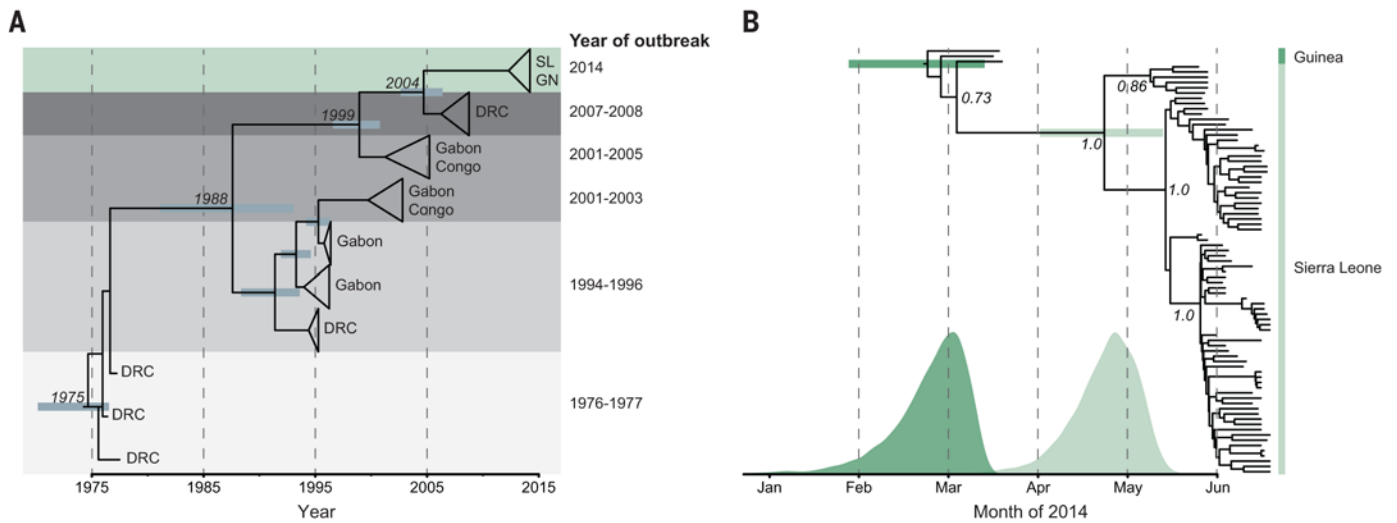 A
Year of outbreak
SL
GN
2014
2004
DRC
2007-2008
1999
Gabon
Congo
2001-2005
Gabon
Congo
2001-2003
1988
Gabon
Gabon
1994-1996
DRC
DRC
1975
DRC
1976-1977
DRC
1975
1985
1995
2005
2015
Year
B
Guinea
0.73
0.86
1.0
1.0
Sierra Leone
1.0
Jan
Feb
Mar
Apr
May
Jun
Month of 2014